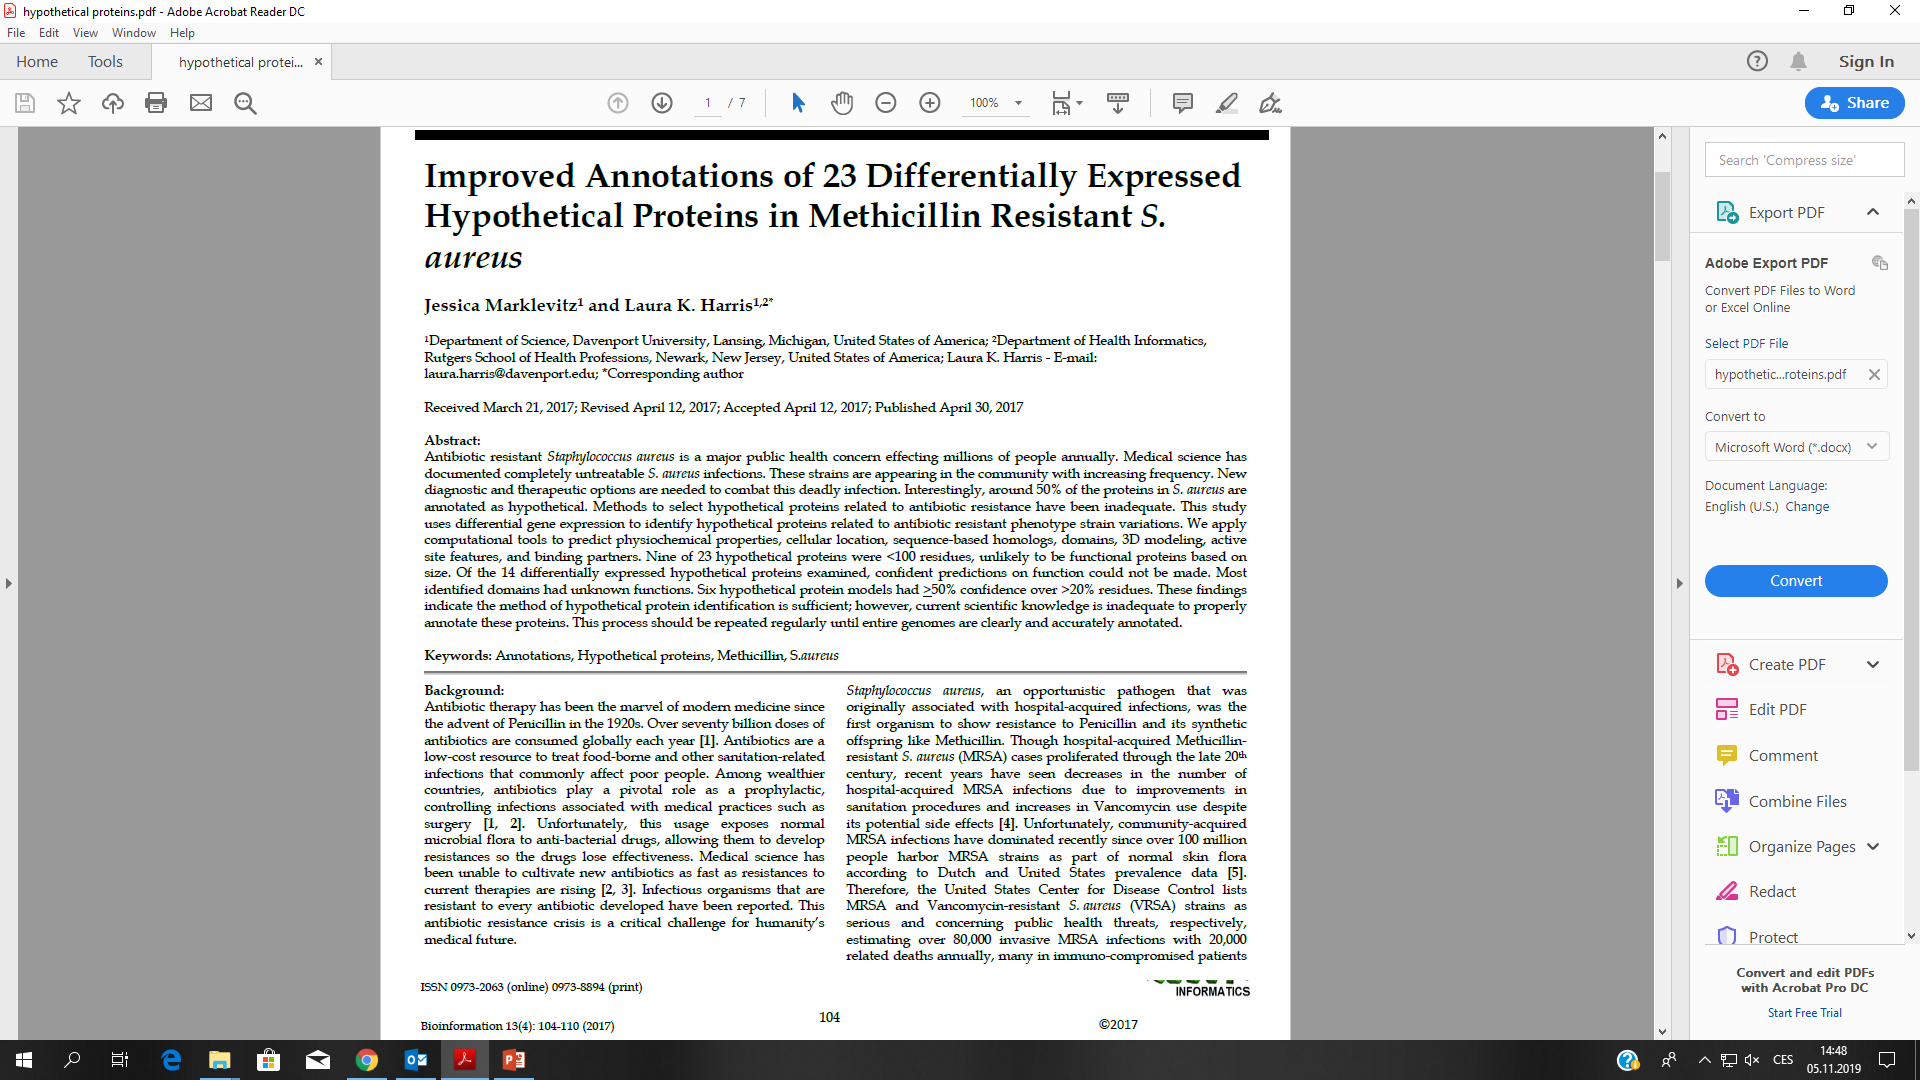 hypothetical proteins.pdf - Adobe Acrobat Reader DC
File Edit View Window Help
Home Tools hypothetical protei... ×
Sign In
1 / 7 100%
Share
Improved Annotations of 23 Differentially Expressed
Hypothetical Proteins in Methicillin Resistant S.
aureus
Jessica Marklevitz¹ and Laura K. Harris¹,²*
¹Department of Science, Davenport University, Lansing, Michigan, United States of America; ²Department of Health Informatics,
Rutgers School of Health Professions, Newark, New Jersey, United States of America; Laura K. Harris - E-mail:
laura.harris@davenport.edu; *Corresponding author
Received March 21, 2017; Revised April 12, 2017; Accepted April 12, 2017; Published April 30, 2017
Abstract:
Antibiotic resistant Staphylococcus aureus is a major public health concern effecting millions of people annually. Medical science has
documented completely untreatable S. aureus infections. These strains are appearing in the community with increasing frequency. New
diagnostic and therapeutic options are needed to combat this deadly infection. Interestingly, around 50% of the proteins in S. aureus are
annotated as hypothetical. Methods to select hypothetical proteins related to antibiotic resistance have been inadequate. This study
uses differential gene expression to identify hypothetical proteins related to antibiotic resistant phenotype strain variations. We apply
computational tools to predict physiochemical properties, cellular location, sequence-based homologs, domains, 3D modeling, active
site features, and binding partners. Nine of 23 hypothetical proteins were <100 residues, unlikely to be functional proteins based on
size. Of the 14 differentially expressed hypothetical proteins examined, confident predictions on function could not be made. Most
identified domains had unknown functions. Six hypothetical protein models had >50% confidence over >20% residues. These findings
indicate the method of hypothetical protein identification is sufficient; however, current scientific knowledge is inadequate to properly
annotate these proteins. This process should be repeated regularly until entire genomes are clearly and accurately annotated.
Keywords: Annotations, Hypothetical proteins, Methicillin, S.aureus
Background:
Antibiotic therapy has been the marvel of modern medicine since
the advent of Penicillin in the 1920s. Over seventy billion doses of
antibiotics are consumed globally each year [1]. Antibiotics are a
low-cost resource to treat food-borne and other sanitation-related
infections that commonly affect poor people. Among wealthier
countries, antibiotics play a pivotal role as a prophylactic,
controlling infections associated with medical practices such as
surgery [1, 2]. Unfortunately, this usage exposes normal
microbial flora to anti-bacterial drugs, allowing them to develop
resistances so the drugs lose effectiveness. Medical science has
been unable to cultivate new antibiotics as fast as resistances to
current therapies are rising [2, 3]. Infectious organisms that are
resistant to every antibiotic developed have been reported. This
antibiotic resistance crisis is a critical challenge for humanity's
medical future.
Staphylococcus aureus, an opportunistic pathogen that was
originally associated with hospital-acquired infections, was the
first organism to show resistance to Penicillin and its synthetic
offspring like Methicillin. Though hospital-acquired Methicillin-
resistant S. aureus (MRSA) cases proliferated through the late 20th
century, recent years have seen decreases in the number of
hospital-acquired MRSA infections due to improvements in
sanitation procedures and increases in Vancomycin use despite
its potential side effects [4]. Unfortunately, community-acquired
MRSA infections have dominated recently since over 100 million
people harbor MRSA strains as part of normal skin flora
according to Dutch and United States prevalence data [5].
Therefore, the United States Center for Disease Control lists
MRSA and Vancomycin-resistant S. aureus (VRSA) strains as
serious and concerning public health threats, respectively,
estimating over 80,000 invasive MRSA infections with 20,000
related deaths annually, many in immuno-compromised patients
ISSN 0973-2063 (online) 0973-8894 (print)
INFORMATICS
Bioinformation 13(4): 104-110 (2017)
104
©2017
Search 'Compress size'
Export PDF
Adobe Export PDF
Convert PDF Files to Word
or Excel Online
Select PDF File
hypothetic...roteins.pdf
Convert to
Microsoft Word (*.docx)
Document Language:
English (U.S.) Change
Convert
Create PDF
Edit PDF
Comment
Combine Files
Organize Pages
Redact
Protect
Convert and edit PDFs
with Acrobat Pro DC
Start Free Trial
CES
14:48
05.11.2019